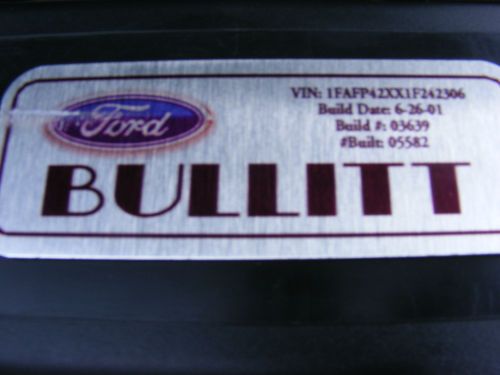 Ford
VIN: 1FAFP42XX1F242306
Build Date: 6-26-01
Build #: 03639
#Built: 05582
BULLITT